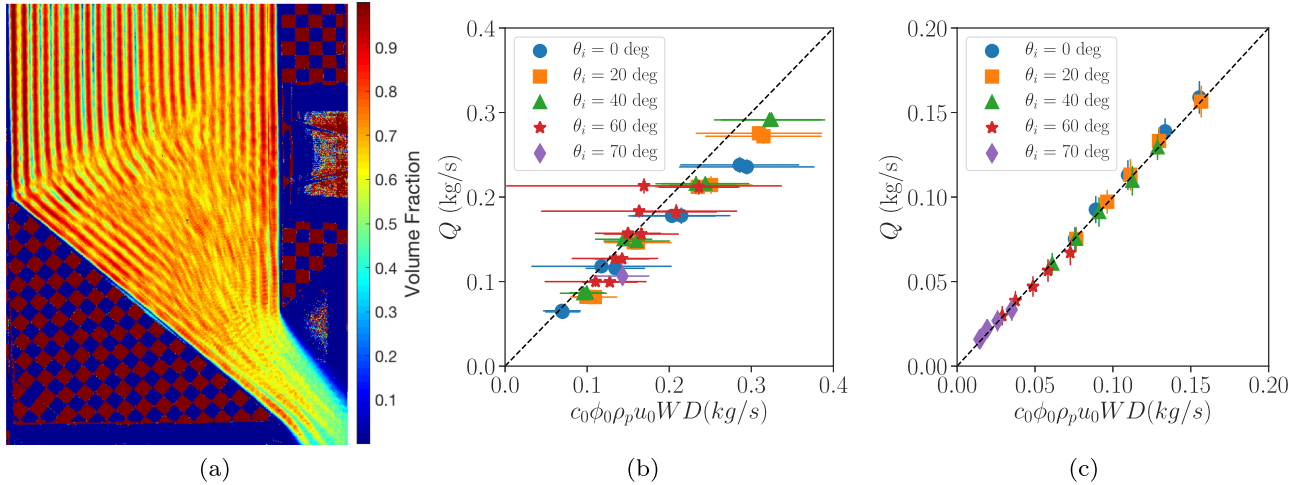 0.9
0.8
0.7
0.6
0.5
0.4
0.3
0.2
0.1
Volume Fraction
(a)
θᵢ = 0 deg
θᵢ = 20 deg
θᵢ = 40 deg
θᵢ = 60 deg
θᵢ = 70 deg
0.4
0.3
0.2
0.1
0.0
Q (kg/s)
0.0 0.1 0.2 0.3 0.4
c₀ϕ₀ρₚu₀WD(kg/s)
(b)
θᵢ = 0 deg
θᵢ = 20 deg
θᵢ = 40 deg
θᵢ = 60 deg
θᵢ = 70 deg
0.20
0.15
0.10
0.05
0.00
Q (kg/s)
0.00 0.05 0.10 0.15 0.20
c₀ϕ₀ρₚu₀WD(kg/s)
(c)